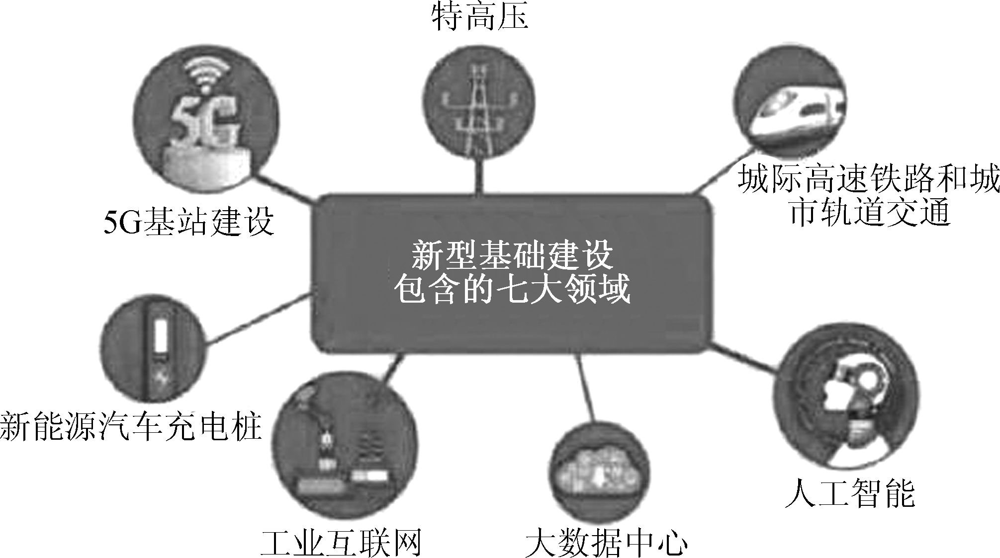 特高压
5G
城际高速铁路和城
市轨道交通
5G基站建设
新型基础建设
包含的七大领域
新能源汽车充电桩
人工智能
工业互联网
大数据中心